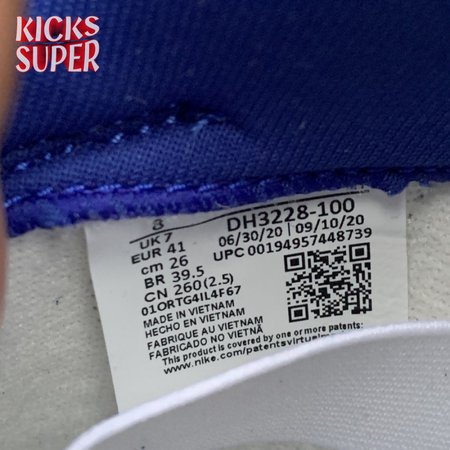 KICKS
SUPER
8
UK 7
EUR 41
cm 26
BR 39.5
CN 260 (2.5)
01ORTG4IL4F67
MADE IN VIETNAM
HECHO EN VIETNAM
FABRIQUE AU VIETNAM
FABRICADO NO VIETNÃ
DH3228-100
06/30/20 | 09/10/20
UPC 00194957448739
This product is covered by one or more patents:
www.nike.com/patentsvirtual